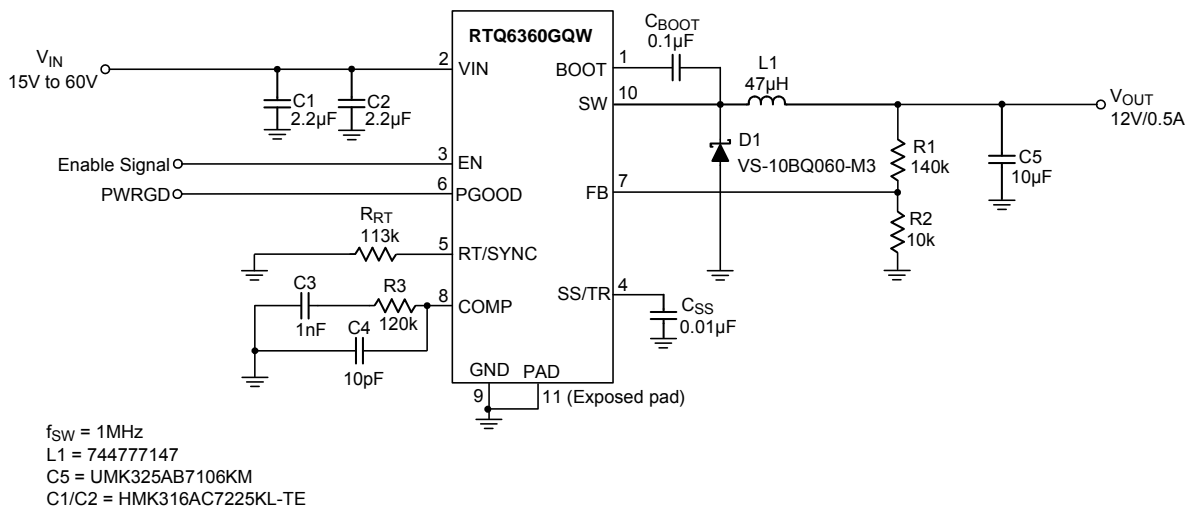 RTQ6360GQW
VIN
15V to 60V
2
VIN
C1
2.2µF
C2
2.2µF
Enable Signal
3
EN
PWRGD
6
PGOOD
RRT
113k
5
RT/SYNC
C3
1nF
R3
120k
8
COMP
C4
10pF
GND
9
PAD
11 (Exposed pad)
CBOOT
0.1µF
1
BOOT
10
SW
L1
47µH
VOUT
12V/0.5A
D1
VS-10BQ060-M3
R1
140k
C5
10µF
7
FB
R2
10k
4
SS/TR
CSS
0.01µF
fSW = 1MHz
L1 = 744777147
C5 = UMK325AB7106KM
C1/C2 = HMK316AC7225KL-TE